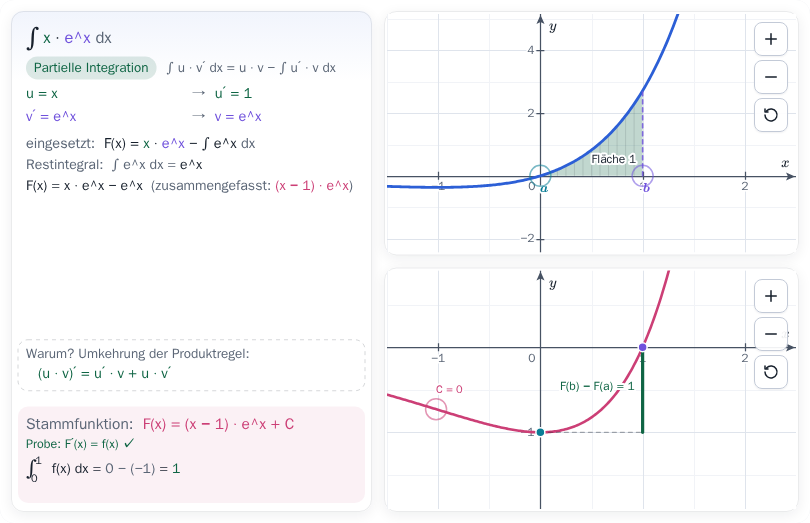 ∫ x · e^x dx
Partielle Integration ∫ u · v′ dx = u · v − ∫ u′ · v dx
u = x → u′ = 1
v′ = e^x → v = e^x
eingesetzt: F(x) = x · e^x − ∫ e^x dx
Restintegral: ∫ e^x dx = e^x
F(x) = x · e^x − e^x (zusammengefasst: (x − 1) · e^x)
Warum? Umkehrung der Produktregel:
(u · v)′ = u′ · v + u · v′
Stammfunktion: F(x) = (x − 1) · e^x + C
Probe: F′(x) = f(x) ✓
∫₀¹ f(x) dx = 0 − (−1) = 1
y
4
2
Fläche 1
x
−1
0
a
b
2
−2
+
−
y
−1
0
1
2
C = 0
F(b) − F(a) = 1
−1
+
−